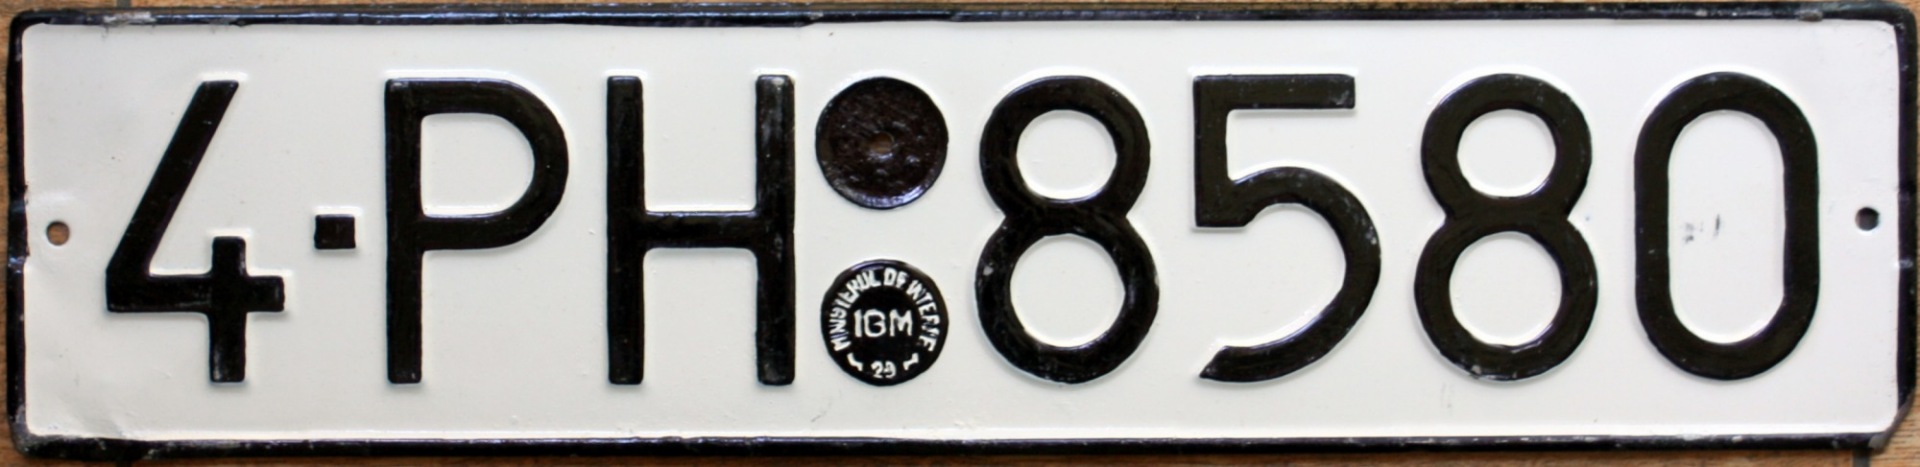 4-PH 8580
MINISTERUL DE INTERNE
IGM
29